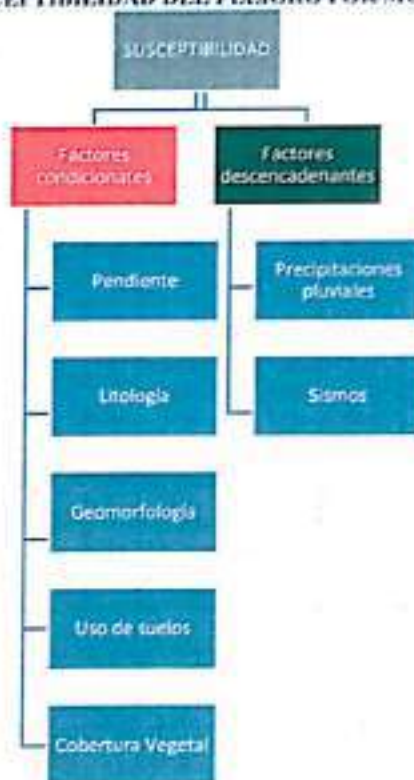 SUSCEPTIBILIDAD
Factores
condicionates
Factores
descencadenantes
Pendiente
Litología
Geomorfología
Uso de suelos
Cobertura Vegetal
Precipitaciones
pluviales
Sismos